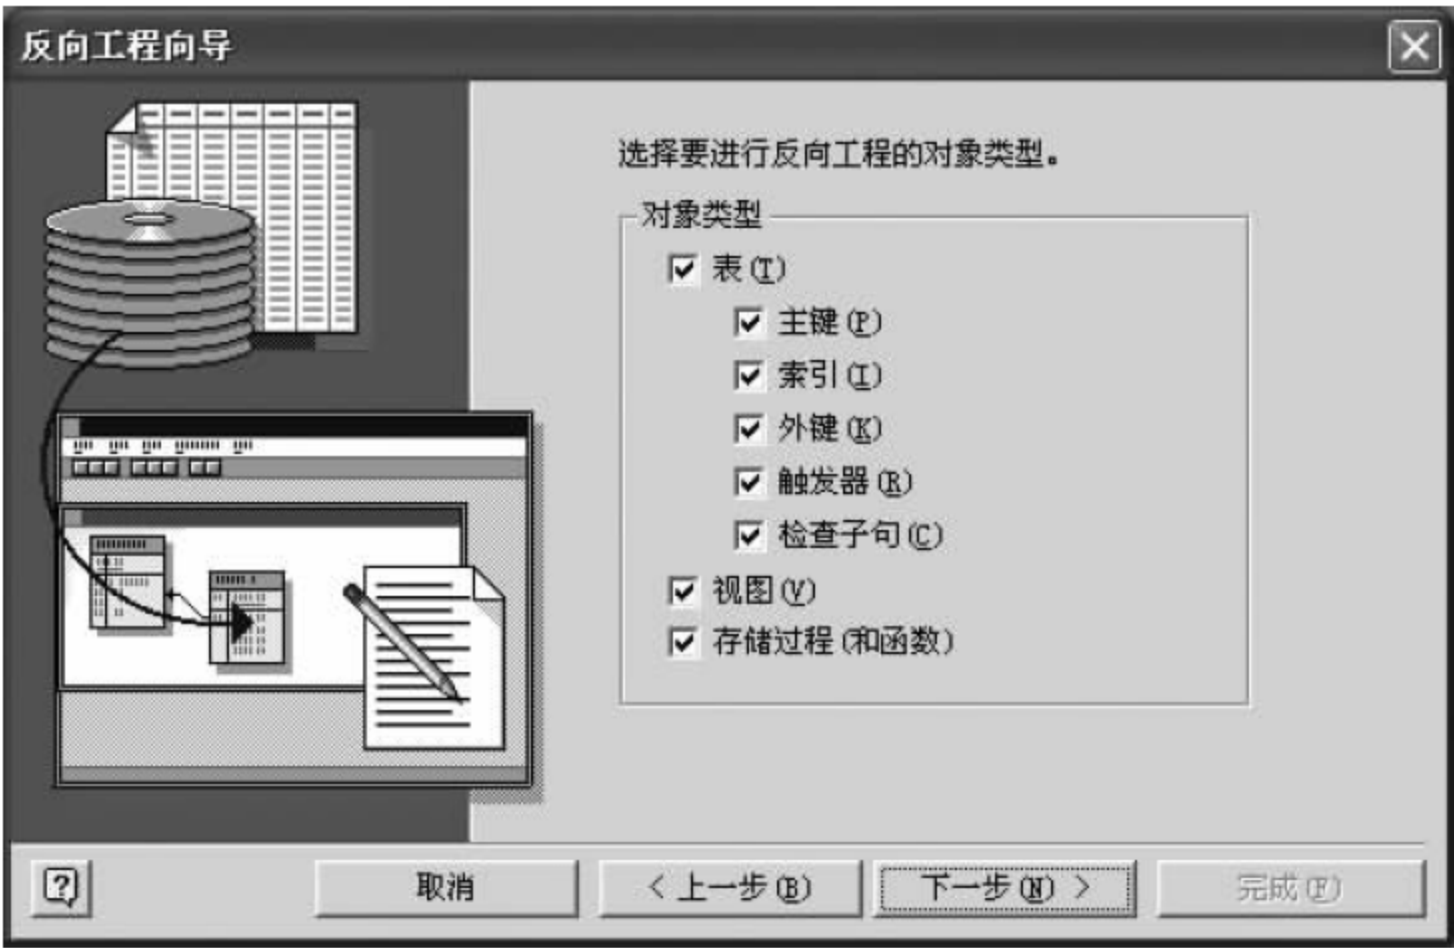 反向工程向导
选择要进行反向工程的对象类型。
对象类型
表(T)
主键(P)
索引(I)
外键(K)
触发器(R)
检查子句(C)
视图(V)
存储过程(和函数)
取消
< 上一步(B)
下一步(N) >
完成(F)